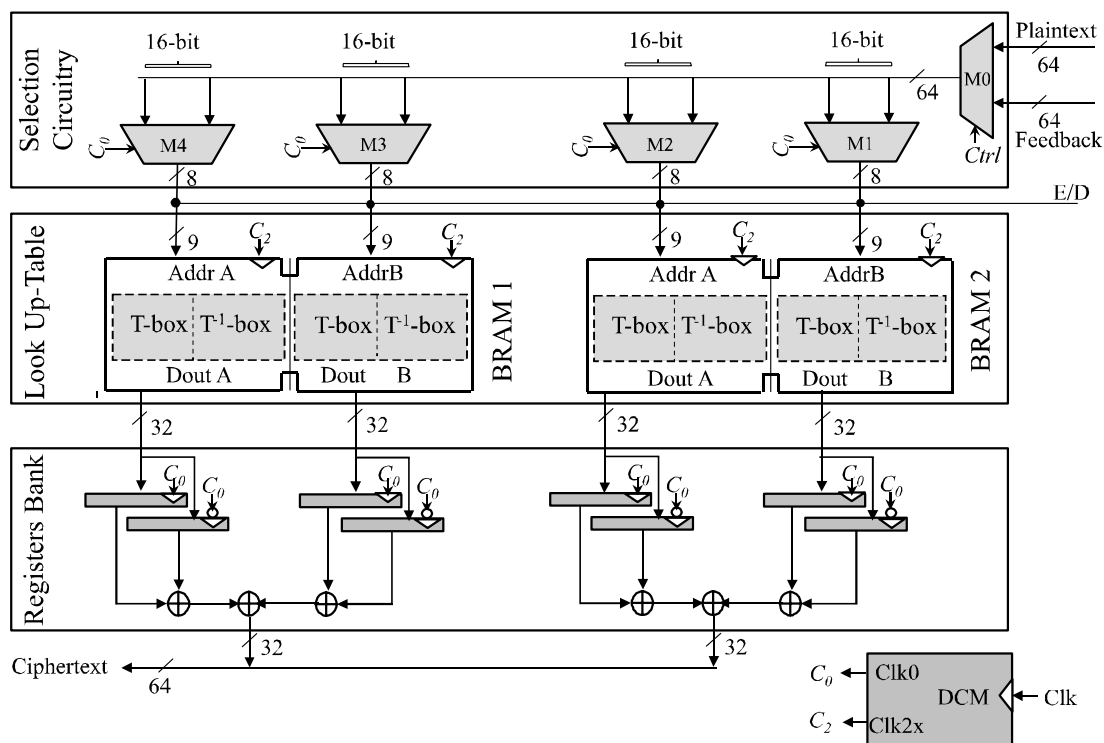 Selection Circuitry
16-bit 16-bit 16-bit 16-bit
Plaintext
64
64
M0
64
Feedback
Ctrl
C0 M4 C0 M3 C0 M2 C0 M1
8 8 8 8
E/D
Look Up-Table
9 C2 9 C2 9 C2 9 C2
Addr A AddrB Addr A AddrB
T-box T-1-box T-box T-1-box T-box T-1-box T-box T-1-box
BRAM 1
BRAM 2
Dout A Dout B Dout A Dout B
32 32 32 32
Registers Bank
C0 C0 C0 C0 C0 C0 C0 C0
32 32
Ciphertext
64
C0 Clk0
DCM Clk
C2 Clk2x